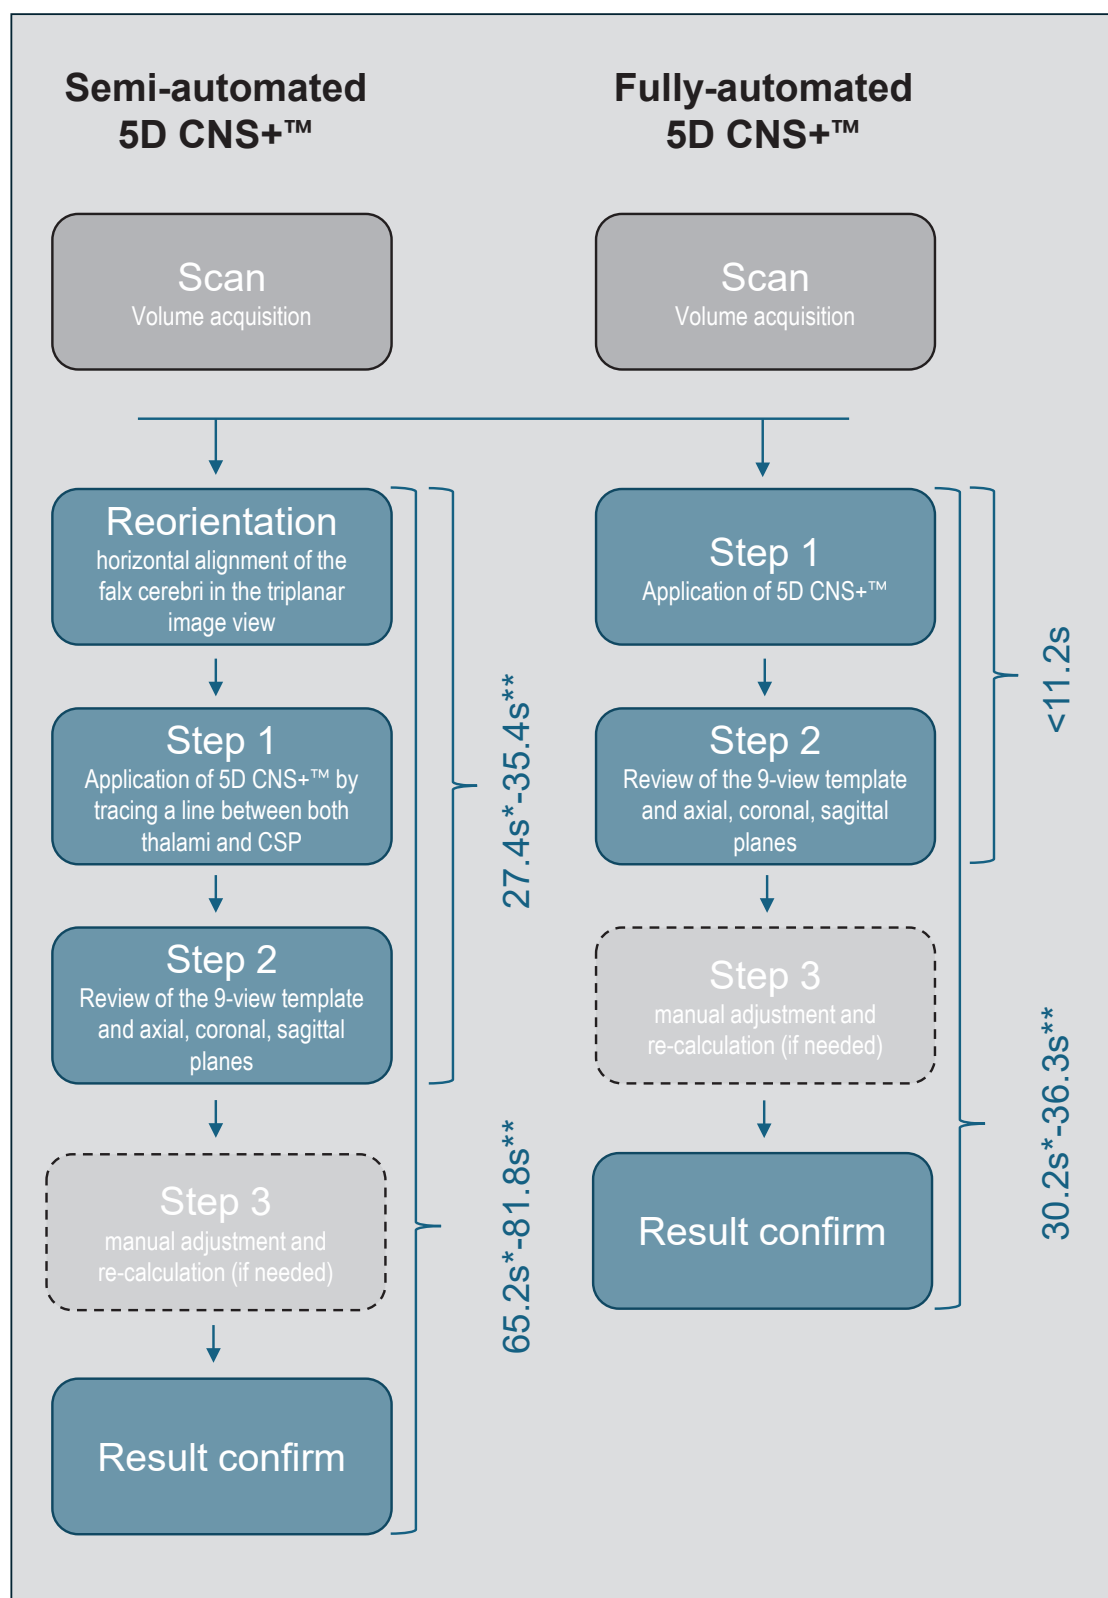 Semi-automated
5D CNS+™
Scan
Volume acquisition
Reorientation
horizontal alignment of the
falx cerebri in the triplanar
image view
Step 1
Application of 5D CNS+™ by
tracing a line between both
thalami and CSP
Step 2
Review of the 9-view template
and axial, coronal, sagittal
planes
Step 3
manual adjustment and
re-calculation (if needed)
Result confirm
27.4s*-35.4s**
65.2s*-81.8s**
Fully-automated
5D CNS+™
Scan
Volume acquisition
Step 1
Application of 5D CNS+™
Step 2
Review of the 9-view template
and axial, coronal, sagittal
planes
Step 3
manual adjustment and
re-calculation (if needed)
Result confirm
<11.2s
30.2s*-36.3s**